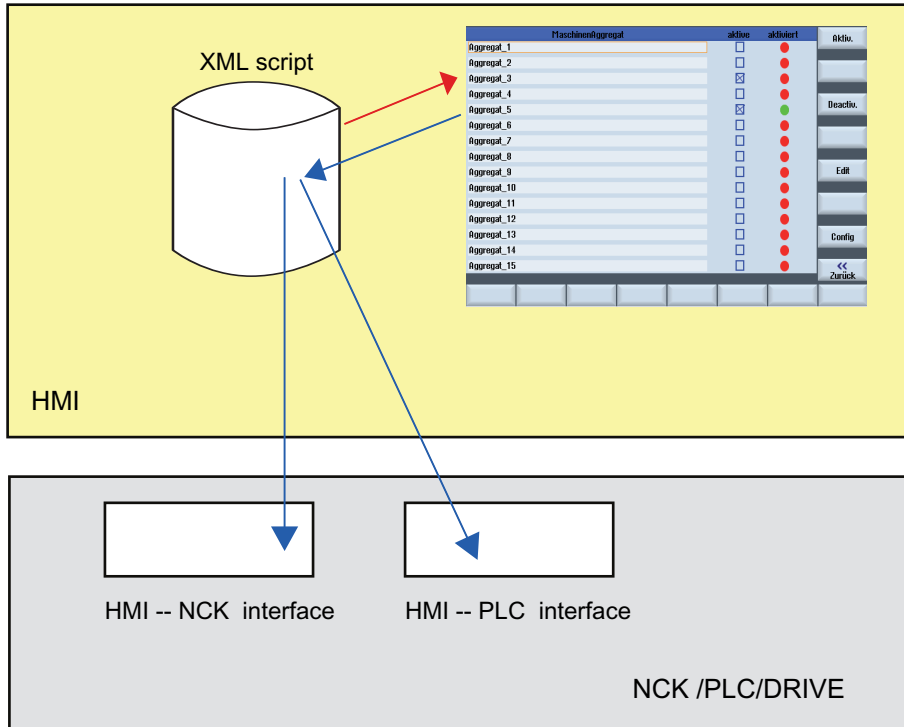 XML script
MaschinenAggregat aktive aktiviert
Aggregat_1
Aggregat_2
Aggregat_3
Aggregat_4
Aggregat_5
Aggregat_6
Aggregat_7
Aggregat_8
Aggregat_9
Aggregat_10
Aggregat_11
Aggregat_12
Aggregat_13
Aggregat_14
Aggregat_15
Aktiv.
Deactiv.
Edit
Config
<<
Zurück
HMI
HMI -- NCK interface
HMI -- PLC interface
NCK /PLC/DRIVE